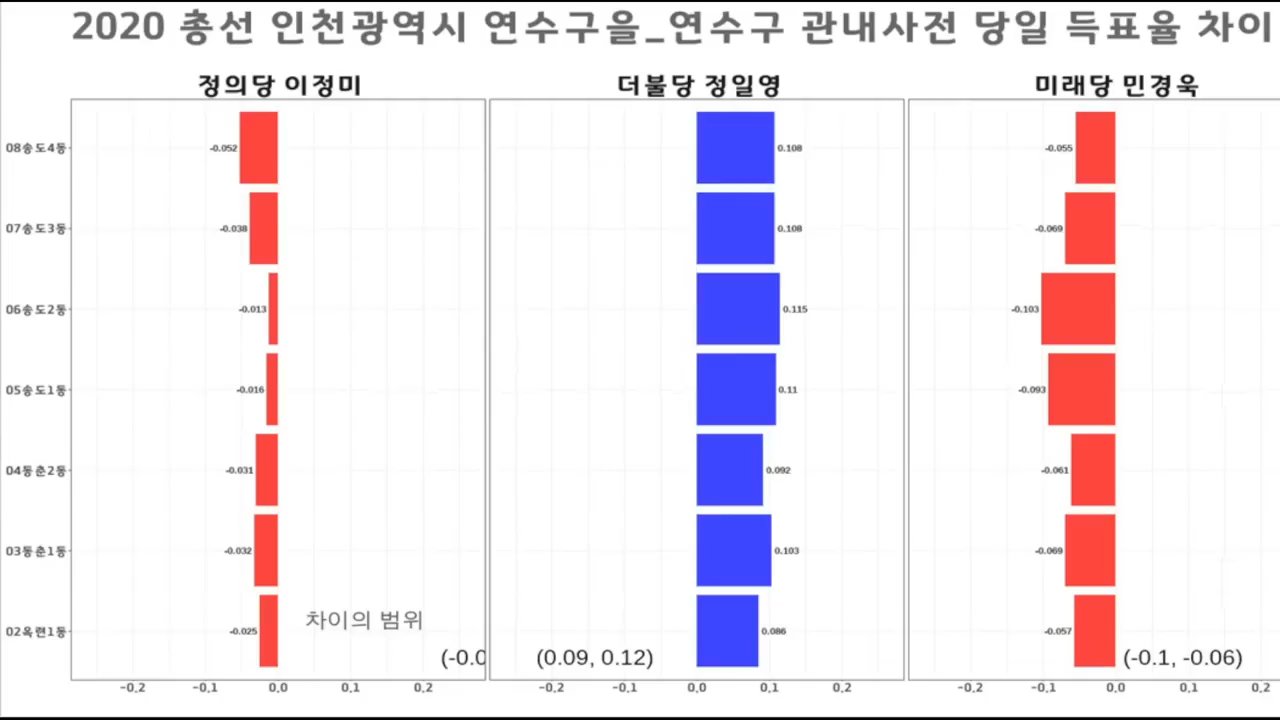 2020 총선 인천광역시 연수구을_연수구 관내사전 당일 득표율 차이
정의당 이정미
더불당 정일영
미래당 민경욱
08송도4동
-0.052
0.108
-0.055
07송도3동
-0.038
0.108
-0.069
06송도2동
-0.013
0.115
-0.103
05송도1동
-0.016
0.11
-0.093
04동춘2동
-0.031
0.092
-0.061
03동춘1동
-0.032
0.103
-0.069
02옥련1동
-0.025
0.086
-0.057
차이의 범위
(-0.0
(0.09, 0.12)
(-0.1, -0.06)
-0.2 -0.1 0.0 0.1 0.2
-0.2 -0.1 0.0 0.1 0.2
-0.2 -0.1 0.0 0.1 0.2